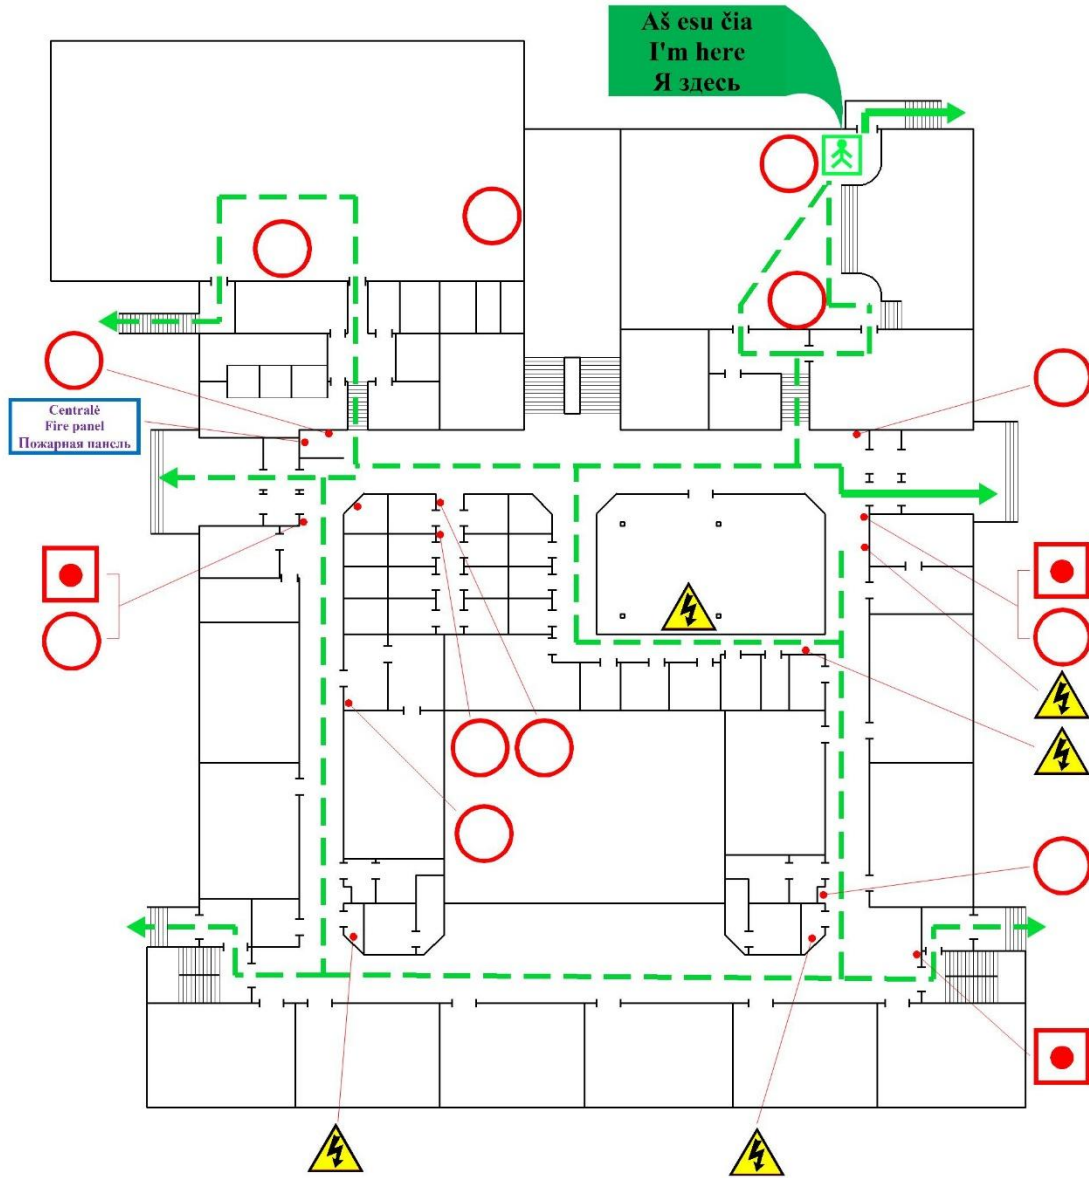 Aš esu čia
I'm here
Я здесь
Centralė
Fire panel
Пожарная панель